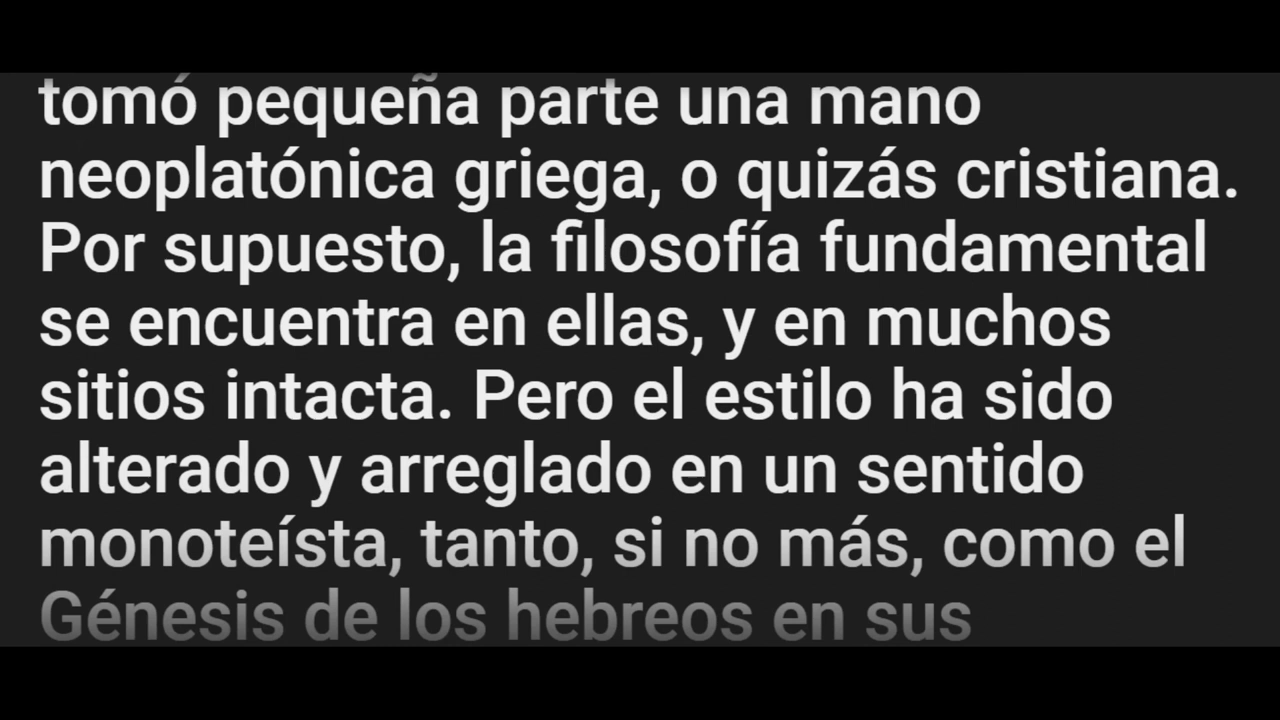 tomó pequeña parte una mano
neoplatónica griega, o quizás cristiana.
Por supuesto, la filosofía fundamental
se encuentra en ellas, y en muchos
sitios intacta. Pero el estilo ha sido
alterado y arreglado en un sentido
monoteísta, tanto, si no más, como el
Génesis de los hebreos en sus